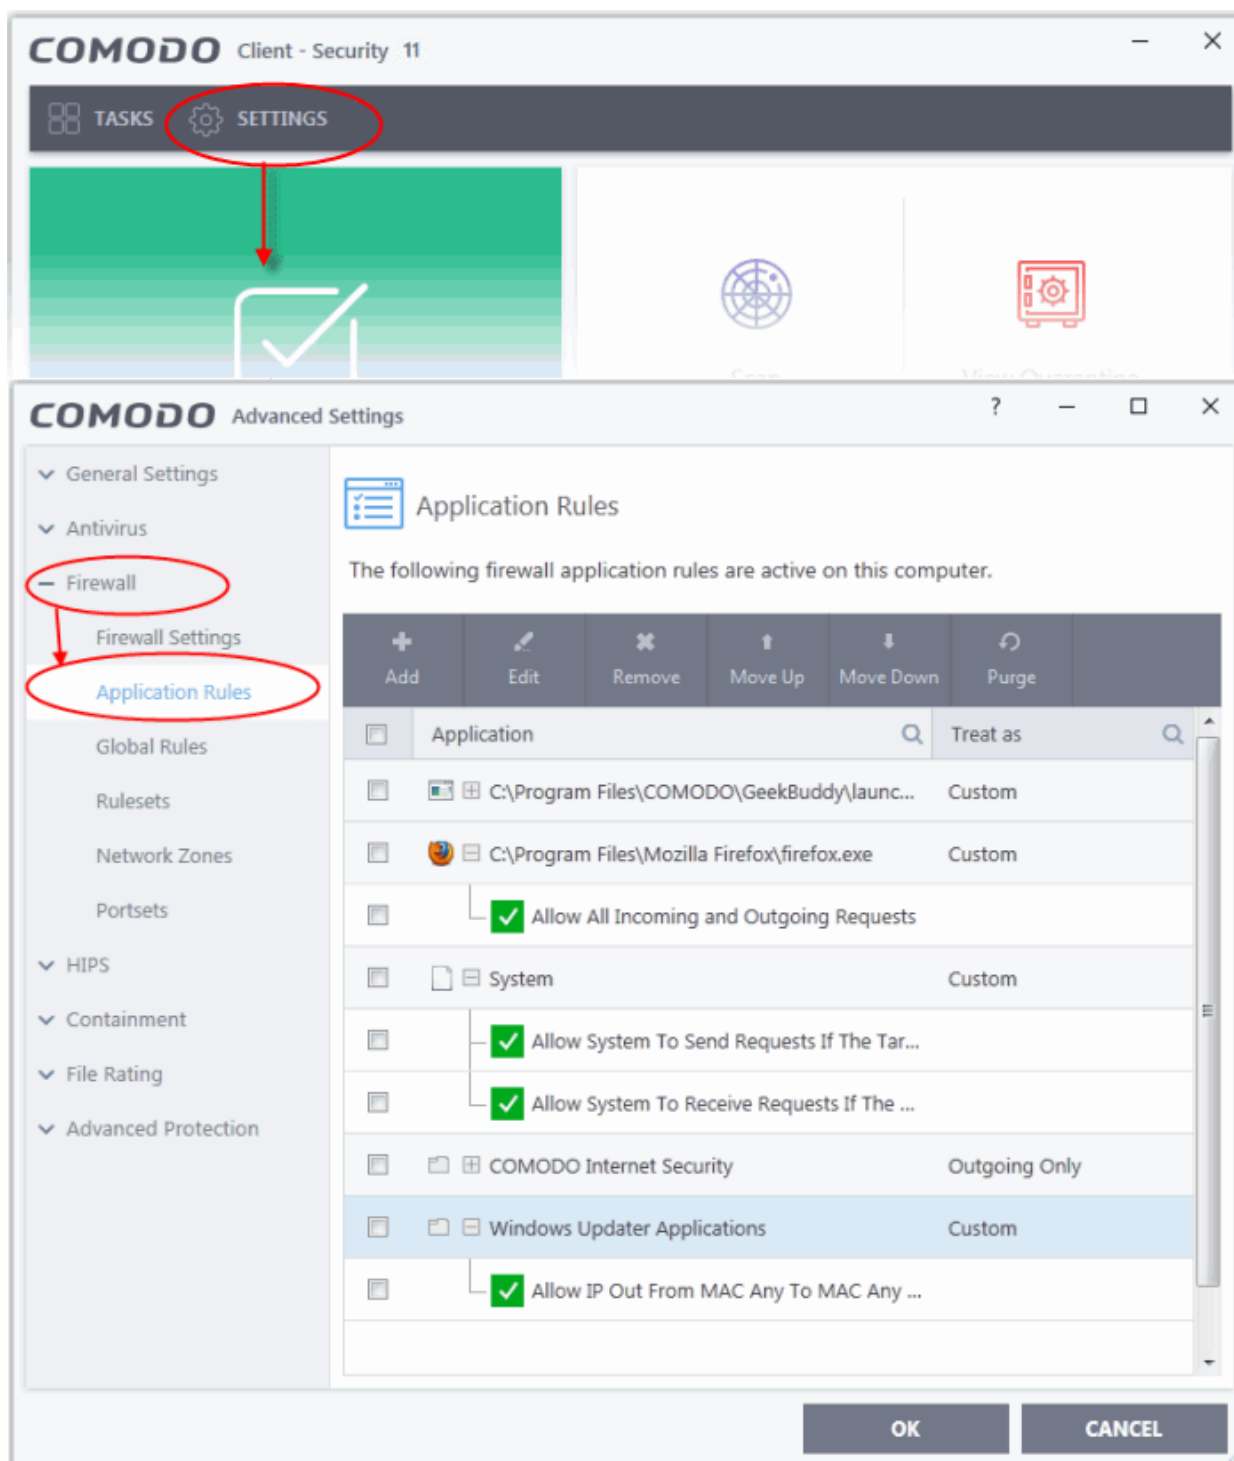 COMODO Client - Security 11
TASKS SETTINGS
Scan View Quarantine
COMODO Advanced Settings ?
General Settings
Antivirus
Firewall
Firewall Settings
Application Rules
Global Rules
Rulesets
Network Zones
Portsets
HIPS
Containment
File Rating
Advanced Protection
Application Rules
The following firewall application rules are active on this computer.
Add Edit Remove Move Up Move Down Purge
Application Treat as
C:\Program Files\COMODO\GeekBuddy\launc... Custom
C:\Program Files\Mozilla Firefox\firefox.exe Custom
Allow All Incoming and Outgoing Requests
System Custom
Allow System To Send Requests If The Tar...
Allow System To Receive Requests If The ...
COMODO Internet Security Outgoing Only
Windows Updater Applications Custom
Allow IP Out From MAC Any To MAC Any ...
OK CANCEL